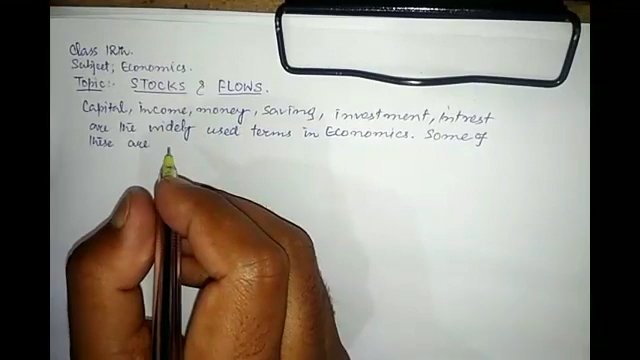 Class 12th.
Subject; Economics.
Topic:- STOCKS & FLOWS.
Capital, income, money, saving, investment, intrest
are the widely used terms in Economics. Some of
these are